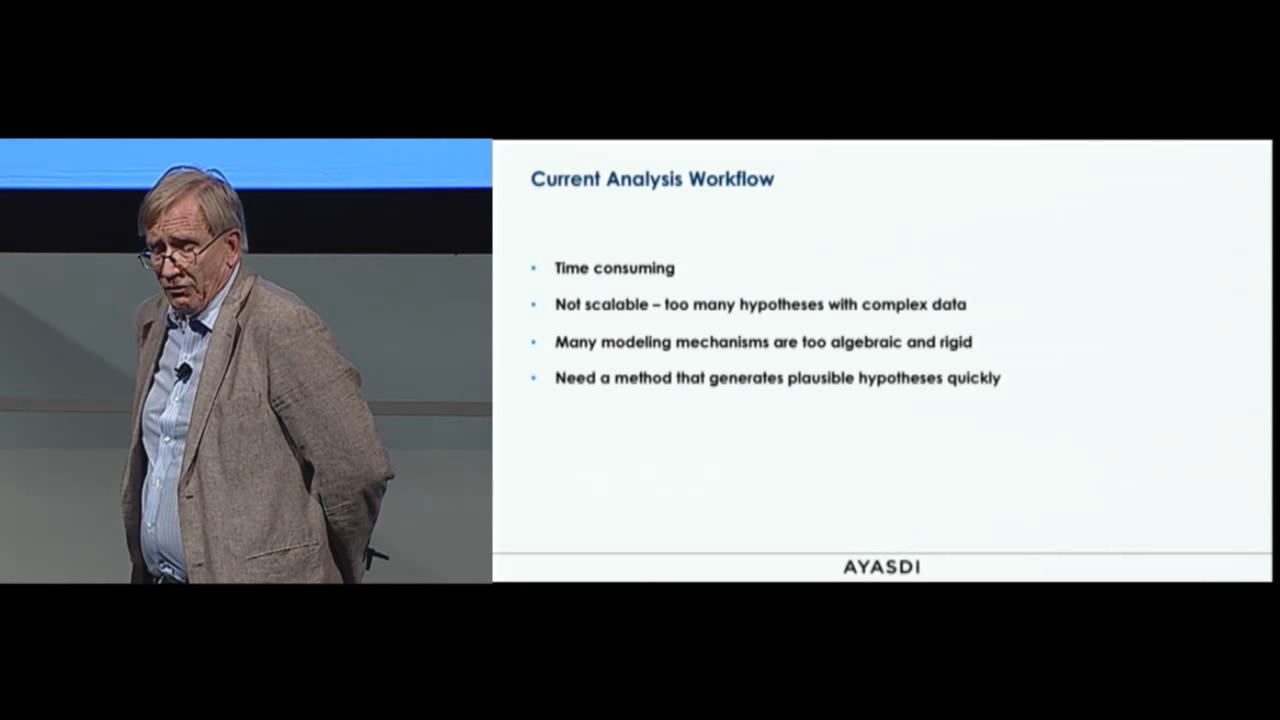 Current Analysis Workflow
• Time consuming
• Not scalable – too many hypotheses with complex data
• Many modeling mechanisms are too algebraic and rigid
• Need a method that generates plausible hypotheses quickly
AYASDI